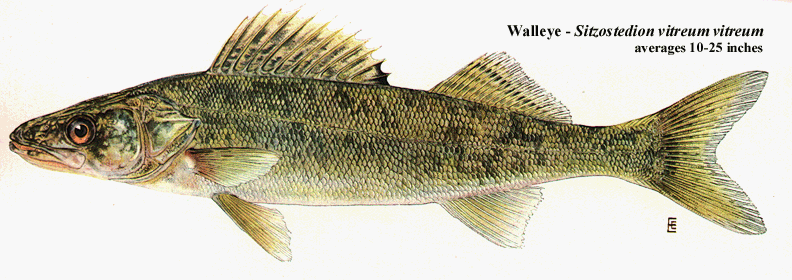 Walleye - Sitzostedion vitreum vitreum
averages 10-25 inches